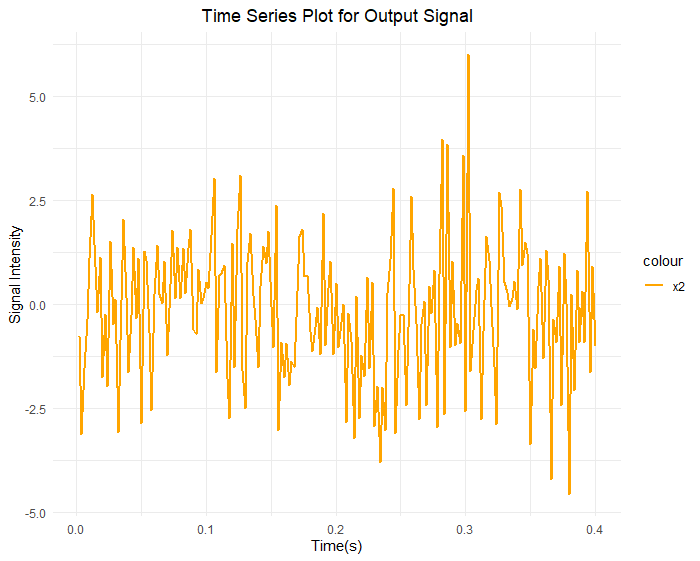 Time Series Plot for Output Signal
Signal Intensity
5.0
2.5
0.0
-2.5
-5.0
0.0 0.1 0.2 0.3 0.4
Time(s)
colour
x2